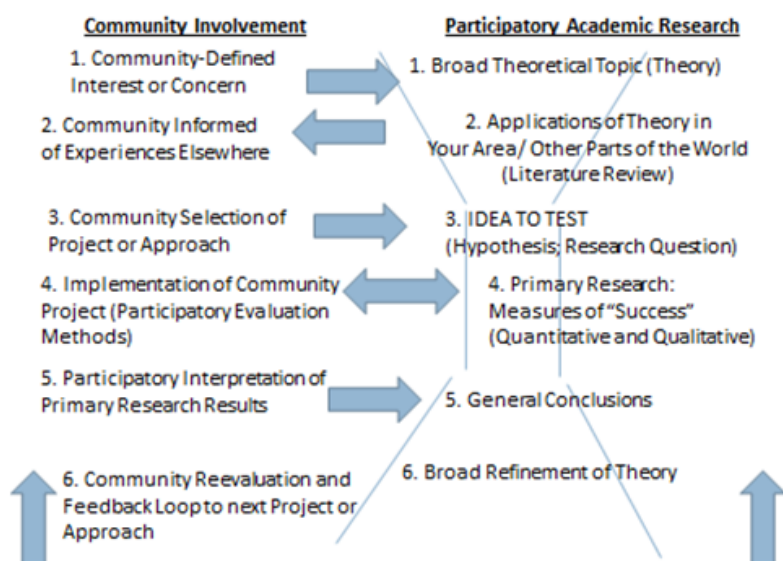 Community Involvement
Participatory Academic Research
1. Community-Defined
Interest or Concern
1. Broad Theoretical Topic (Theory)
2. Community Informed
of Experiences Elsewhere
2. Applications of Theory in
Your Area/ Other Parts of the World
(Literature Review)
3. Community Selection of
Project or Approach
3. IDEA TO TEST
(Hypothesis; Research Question)
4. Implementation of Community
Project (Participatory Evaluation
Methods)
4. Primary Research:
Measures of “Success”
(Quantitative and Qualitative)
5. Participatory Interpretation of
Primary Research Results
5. General Conclusions
6. Community Reevaluation and
Feedback Loop to next Project or
Approach
6. Broad Refinement of Theory